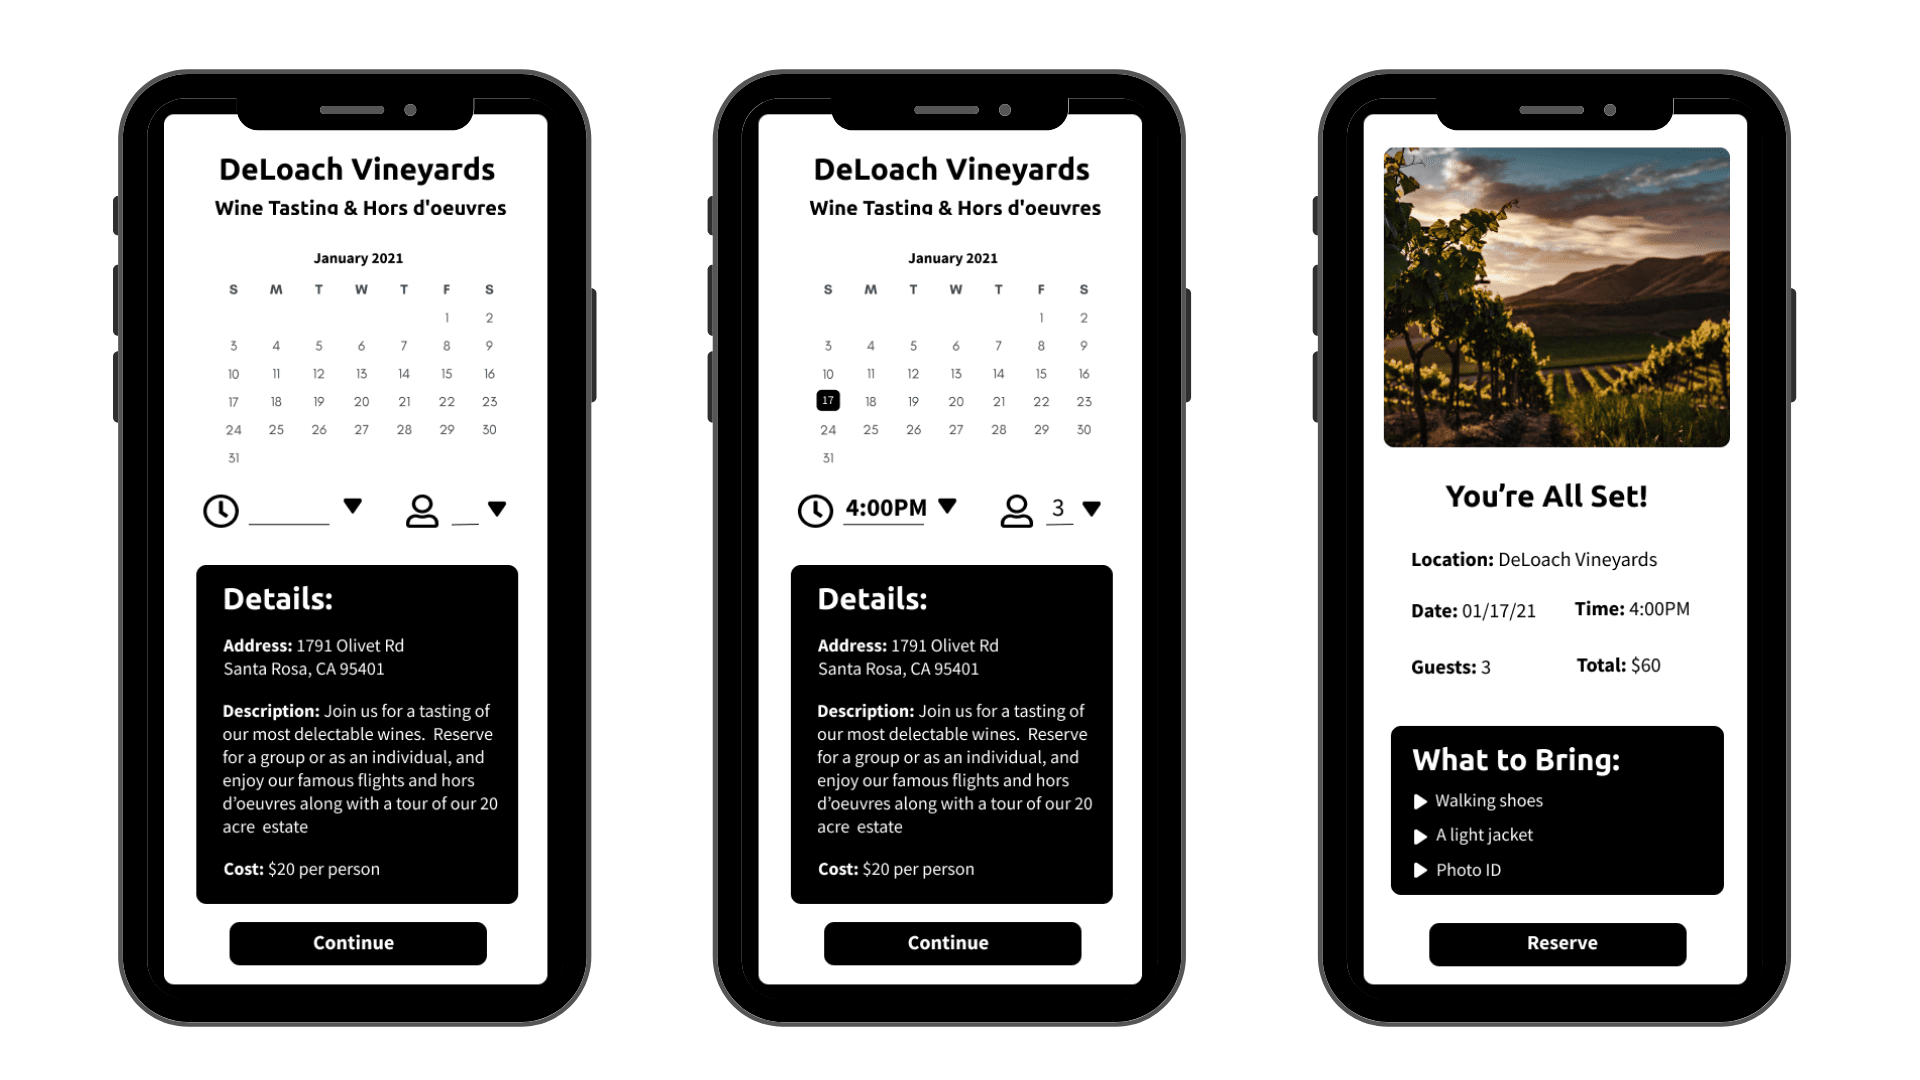 DeLoach Vineyards
Wine Tasting & Hors d'oeuvres
January 2021
S M T W T F S
1 2
3 4 5 6 7 8 9
10 11 12 13 14 15 16
17 18 19 20 21 22 23
24 25 26 27 28 29 30
31
Details:
Address: 1791 Olivet Rd
Santa Rosa, CA 95401
Description: Join us for a tasting of
our most delectable wines. Reserve
for a group or as an individual, and
enjoy our famous flights and hors
d’oeuvres along with a tour of our 20
acre estate
Cost: $20 per person
Continue
DeLoach Vineyards
Wine Tasting & Hors d'oeuvres
January 2021
S M T W T F S
1 2
3 4 5 6 7 8 9
10 11 12 13 14 15 16
17 18 19 20 21 22 23
24 25 26 27 28 29 30
31
4:00PM 3
Details:
Address: 1791 Olivet Rd
Santa Rosa, CA 95401
Description: Join us for a tasting of
our most delectable wines. Reserve
for a group or as an individual, and
enjoy our famous flights and hors
d’oeuvres along with a tour of our 20
acre estate
Cost: $20 per person
Continue
You’re All Set!
Location: DeLoach Vineyards
Date: 01/17/21 Time: 4:00PM
Guests: 3 Total: $60
What to Bring:
Walking shoes
A light jacket
Photo ID
Reserve